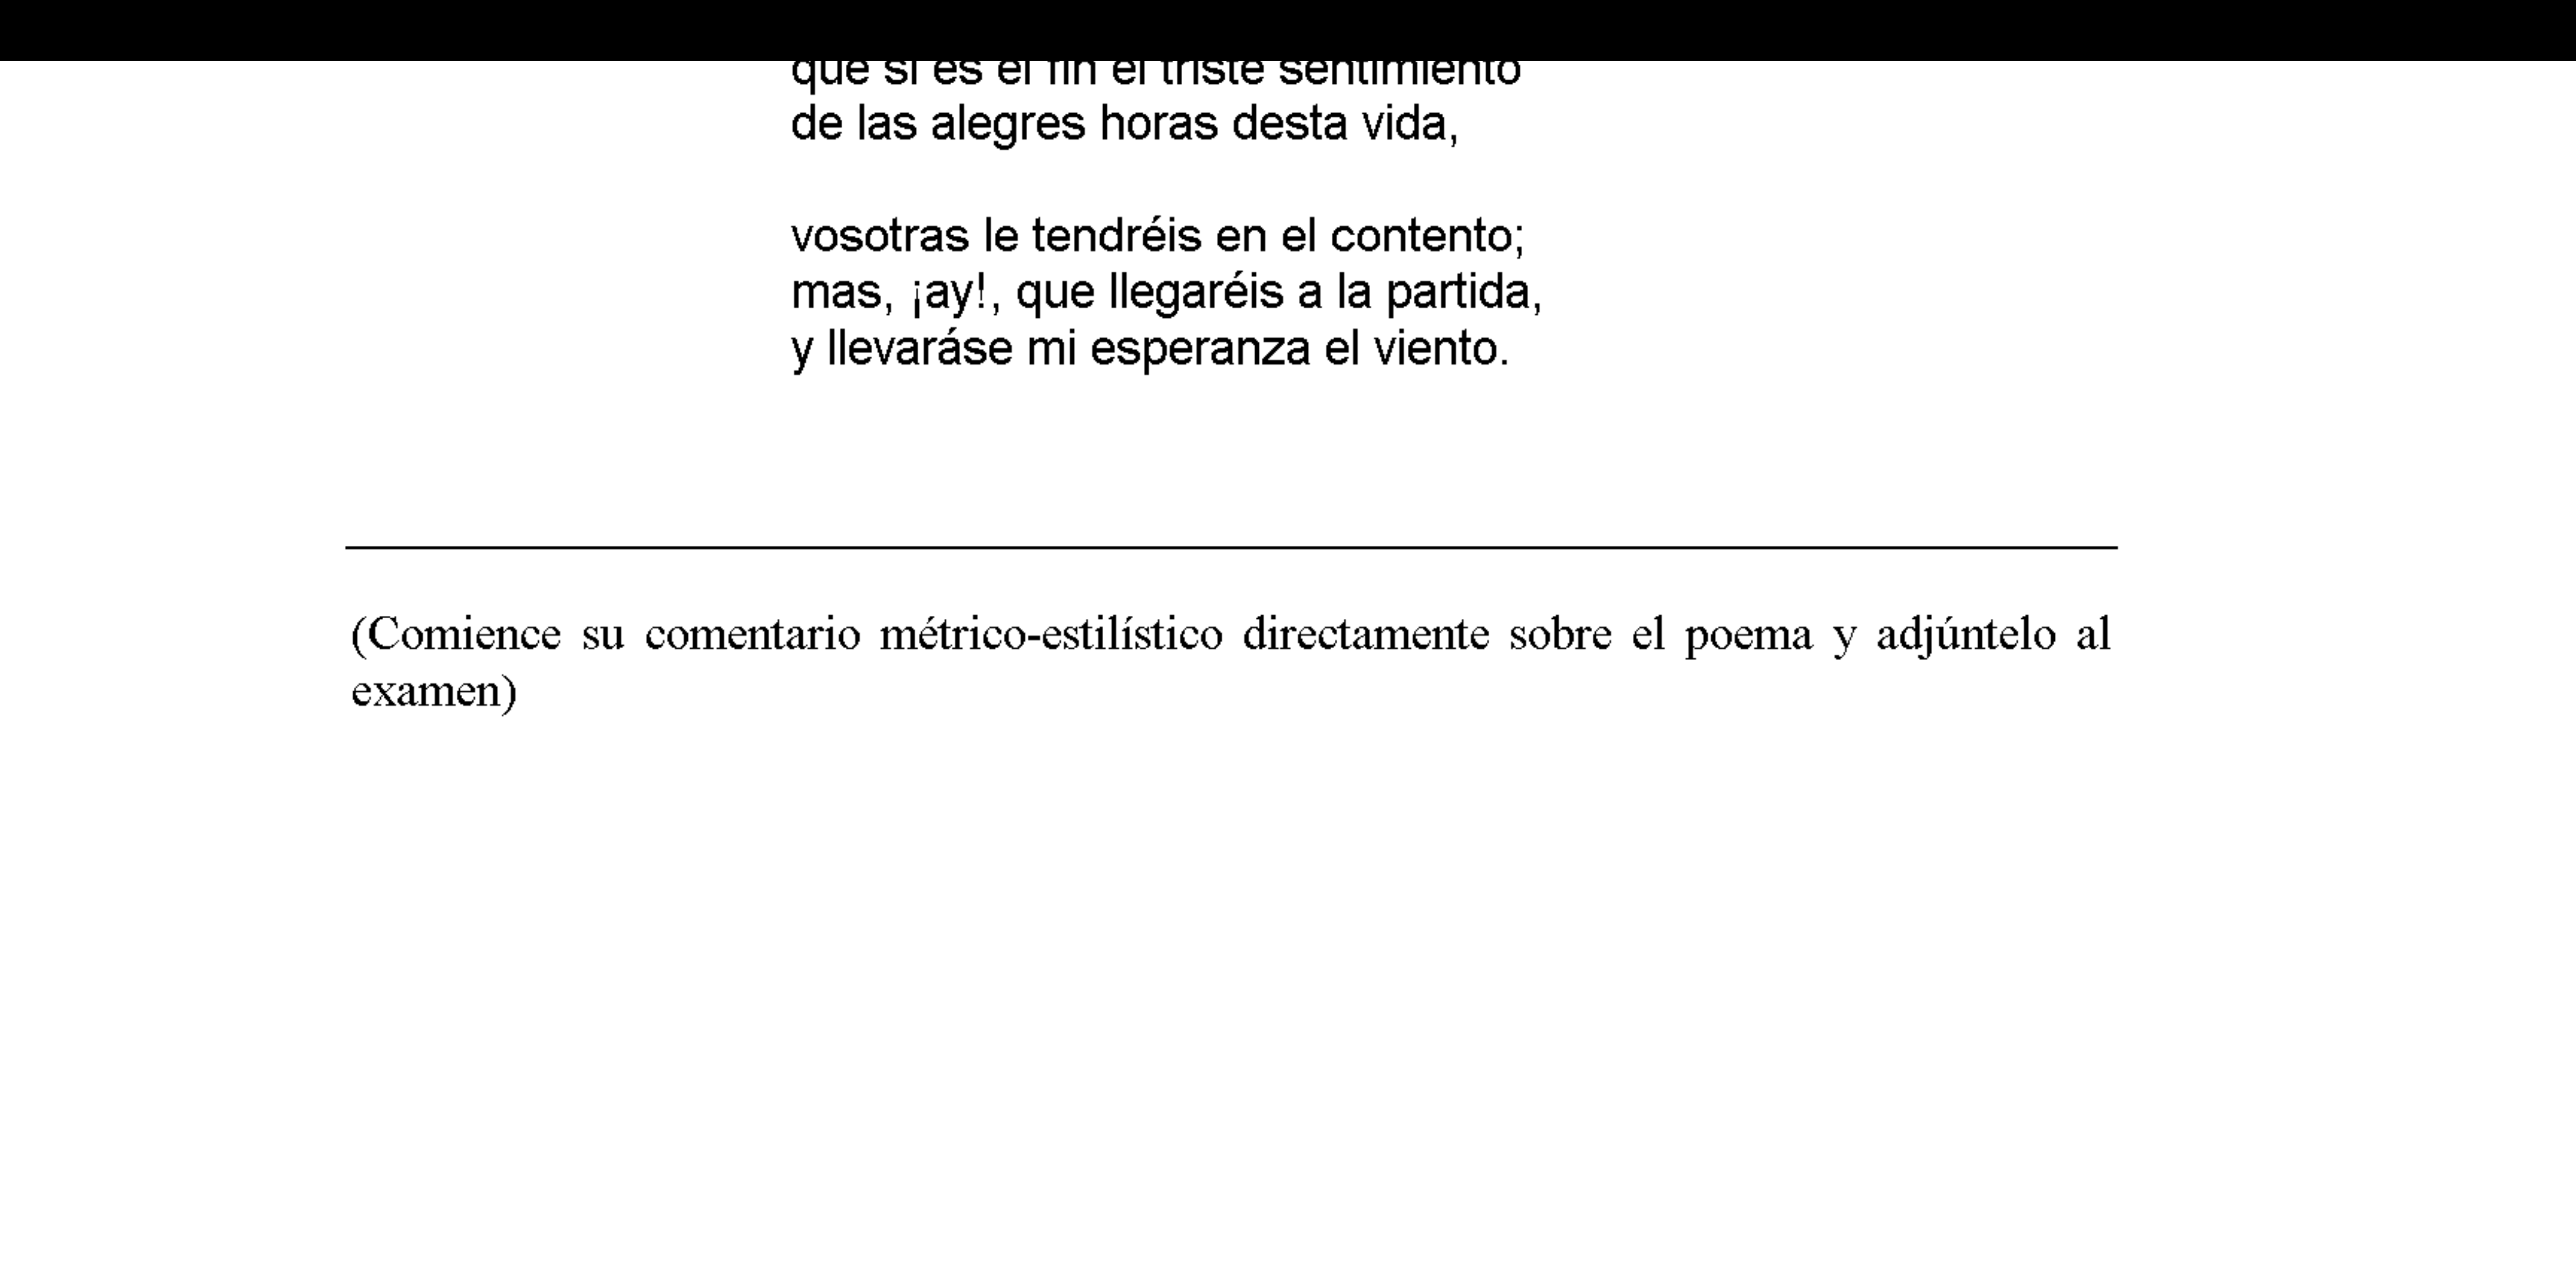 que si es el fin el triste sentimiento
de las alegres horas desta vida,
vosotras le tendréis en el contento;
mas, ¡ay!, que llegaréis a la partida,
y llevaráse mi esperanza el viento.
(Comience su comentario métrico-estilístico directamente sobre el poema y adjúntelo al
examen)